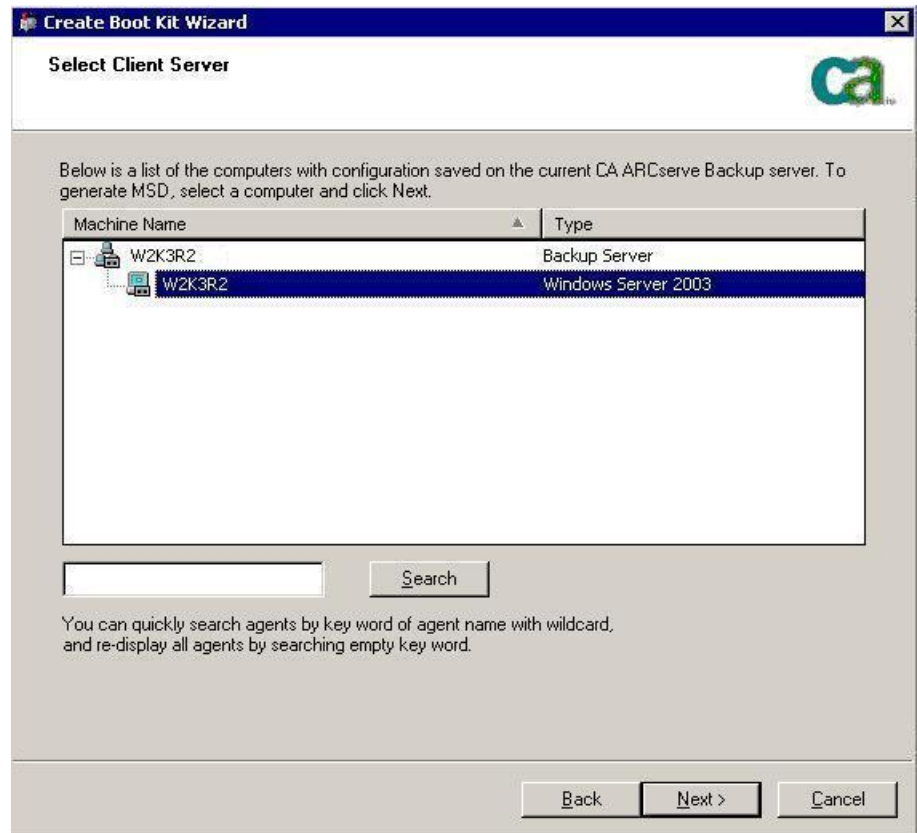 Create Boot Kit Wizard
Select Client Server
ca
Below is a list of the computers with configuration saved on the current CA ARCserve Backup server. To
generate MSD, select a computer and click Next.
Machine Name Type
W2K3R2 Backup Server
W2K3R2 Windows Server 2003
Search
You can quickly search agents by key word of agent name with wildcard,
and re-display all agents by searching empty key word.
Back Next > Cancel